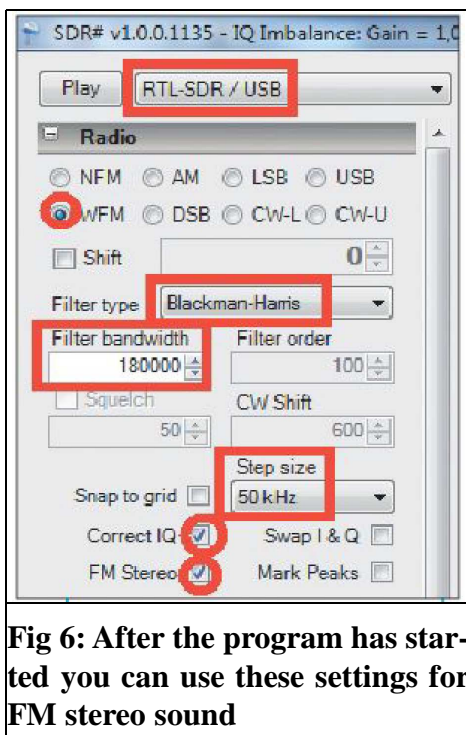 SDR# v1.0.0.1135 - IQ Imbalance: Gain = 1,0
Play RTL-SDR / USB
Radio
NFM AM LSB USB
WFM DSB CW-L CW-U
Shift 0
Filter type Blackman-Harris
Filter bandwidth Filter order
180000 100
Squelch CW Shift
50 600
Step size
Snap to grid 50 kHz
Correct IQ Swap I & Q
FM Stereo Mark Peaks
Fig 6: After the program has star-
ted you can use these settings for
FM stereo sound